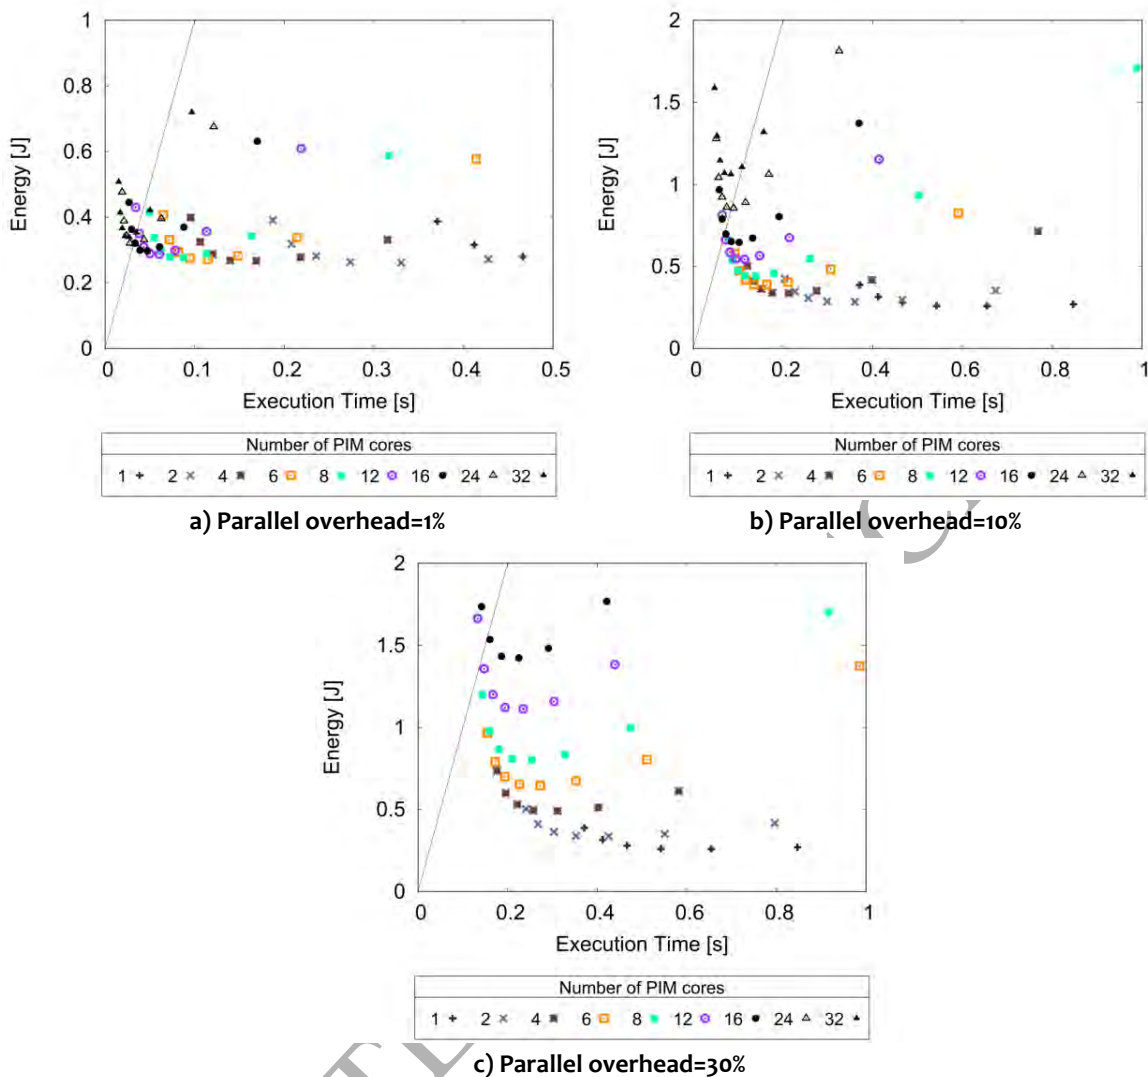 1
0.8
0.6
0.4
0.2
0
Energy [J]
0 0.1 0.2 0.3 0.4 0.5
Execution Time [s]
Number of PIM cores
1 2 4 6 8 12 16 24 32
a) Parallel overhead=1%
2
1.5
1
0.5
0
Energy [J]
0 0.2 0.4 0.6 0.8 1
Execution Time [s]
Number of PIM cores
1 2 4 6 8 12 16 24 32
b) Parallel overhead=10%
2
1.5
1
0.5
0
Energy [J]
0 0.2 0.4 0.6 0.8 1
Execution Time [s]
Number of PIM cores
1 2 4 6 8 12 16 24 32
c) Parallel overhead=30%